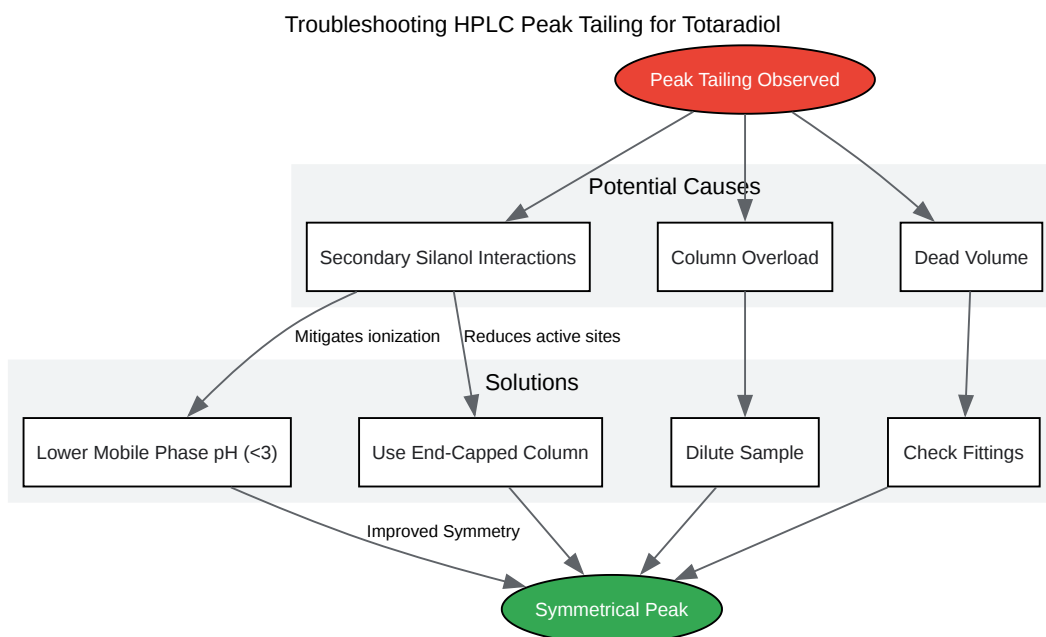 Troubleshooting HPLC Peak Tailing for Totaradiol
Peak Tailing Observed
Potential Causes
Secondary Silanol Interactions
Column Overload
Dead Volume
Mitigates ionization
Reduces active sites
Solutions
Lower Mobile Phase pH (<3)
Use End-Capped Column
Dilute Sample
Check Fittings
Improved Symmetry
Symmetrical Peak